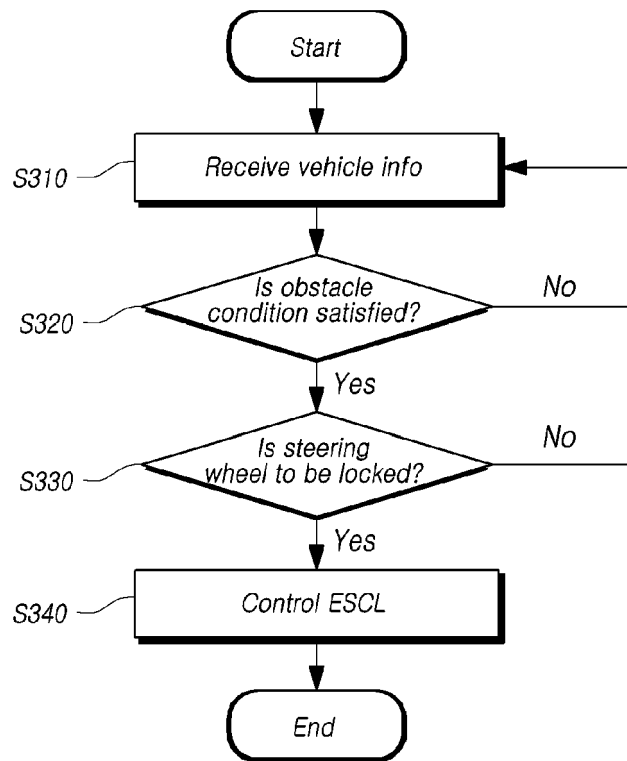 Start
S310
Receive vehicle info
Is obstacle
condition satisfied?
No
S320
Yes
Is steering
wheel to be locked?
No
S330
Yes
Control ESCL
S340
End